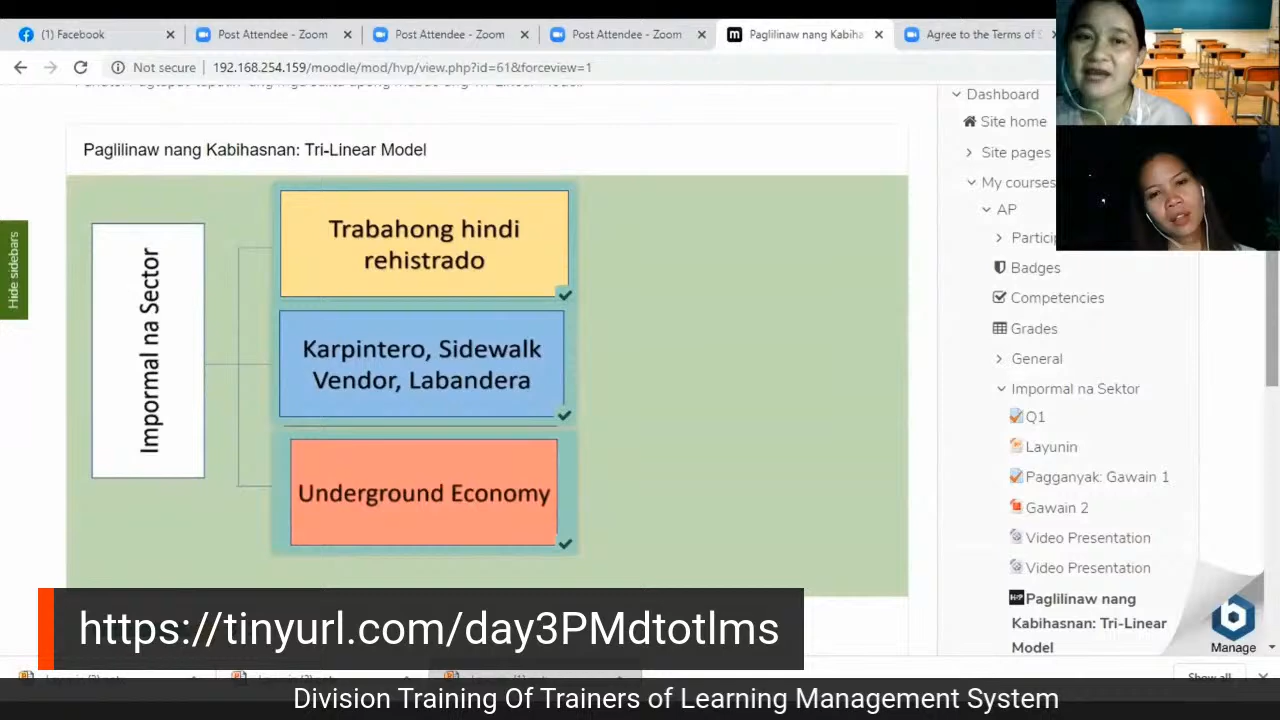 (1) Facebook
Post Attendee - Zoom
Post Attendee - Zoom
Post Attendee - Zoom
Paglilinaw nang Kabiha
Agree to the Terms of
Not secure
192.168.254.159/moodle/mod/hvp/view.php?id=61&forceview=1
Paglilinaw nang Kabihasnan: Tri-Linear Model
Hide sidebars
Impormal na Sector
Trabahong hindi
rehistrado
Karpintero, Sidewalk
Vendor, Labandera
Underground Economy
Dashboard
Site home
Site pages
My courses
AP
Particip
Badges
Competencies
Grades
General
Impormal na Sektor
Q1
Layunin
Pagganyak: Gawain 1
Gawain 2
Video Presentation
Video Presentation
H-P Paglilinaw nang
Kabihasnan: Tri-Linear
Model
Manage
https://tinyurl.com/day3PMdtotlms
Show all
Division Training Of Trainers of Learning Management System